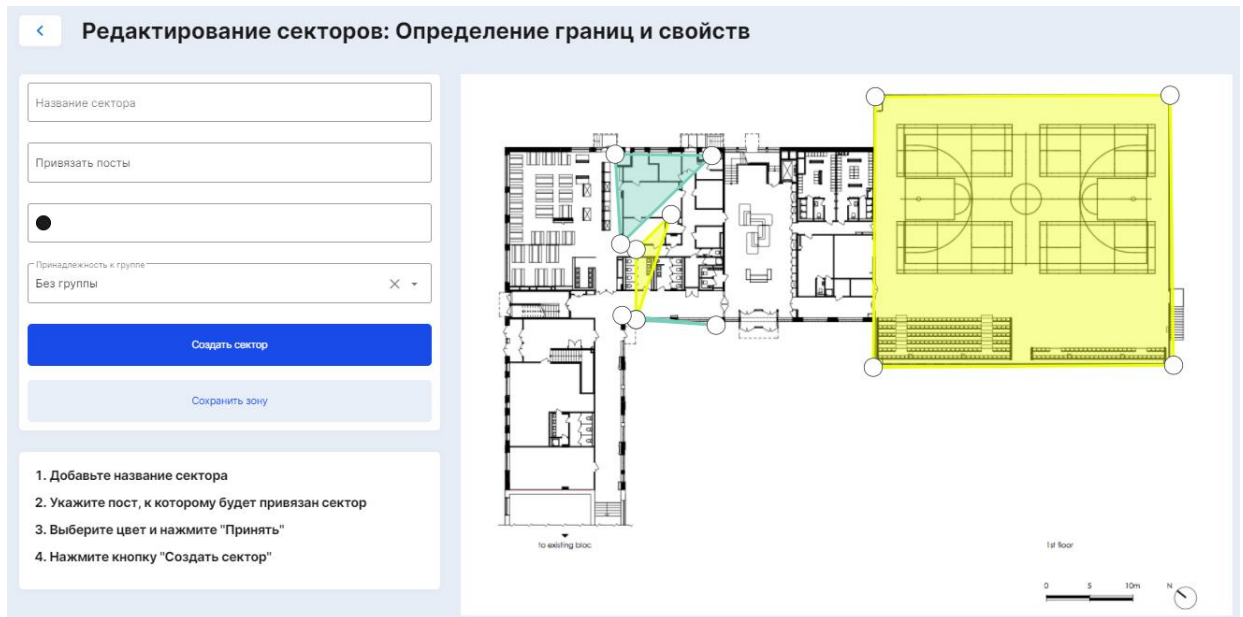 Редактирование секторов: Определение границ и свойств
Название сектора
Привязать посты
Принадлежность к группе
Без группы
Создать сектор
Сохранить зону
1. Добавьте название сектора
2. Укажите пост, к которому будет привязан сектор
3. Выберите цвет и нажмите "Принять"
4. Нажмите кнопку "Создать сектор"
to existing bloc
1st floor
0 5 10m N